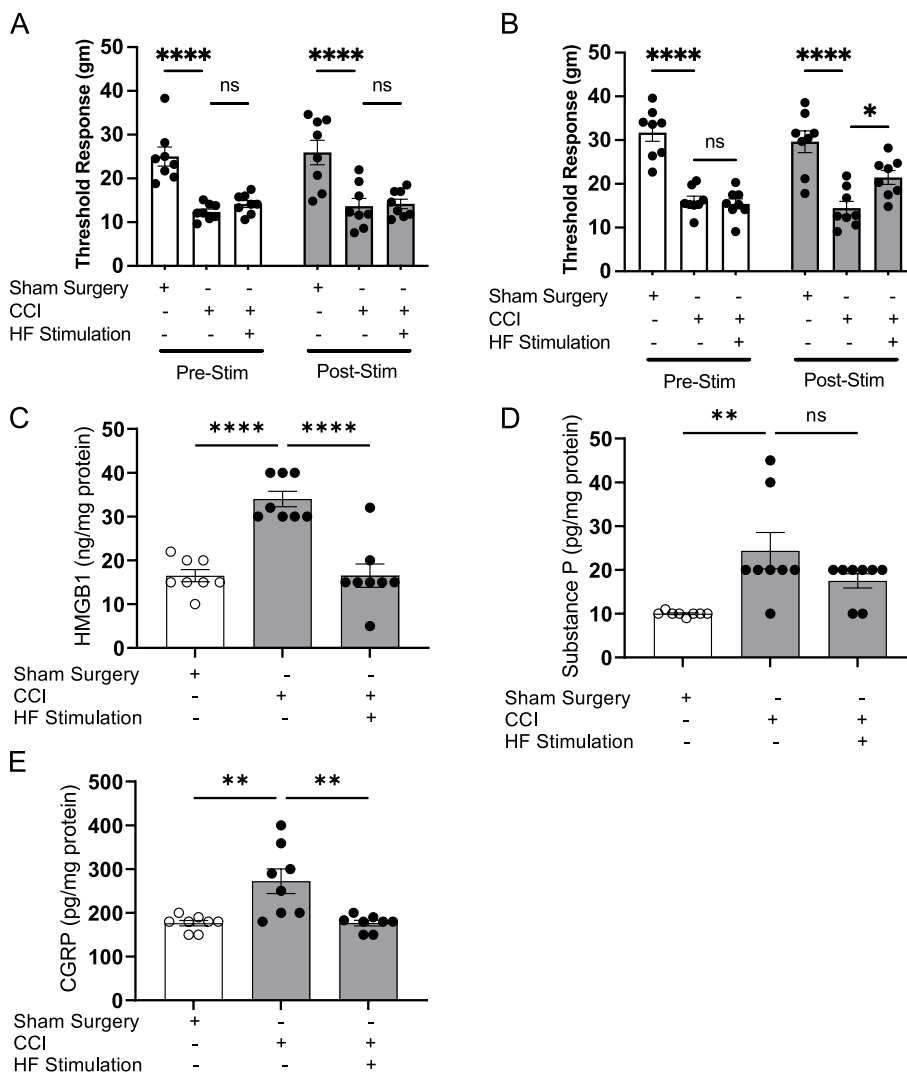 A
****
ns
****
ns
Threshold Response (gm)
50
40
30
20
10
0
Sham Surgery + - - + - -
CCI - + + - + +
HF Stimulation - - + - - +
Pre-Stim Post-Stim
B
****
ns
****
*
Threshold Response (gm)
50
40
30
20
10
0
Sham Surgery + - - + - -
CCI - + + - + +
HF Stimulation - - + - - +
Pre-Stim Post-Stim
C
**** ****
HMGB1 (ng/mg protein)
50
40
30
20
10
0
Sham Surgery + - -
CCI - + +
HF Stimulation - - +
D
** ns
Substance P (pg/mg protein)
50
40
30
20
10
0
Sham Surgery + - -
CCI - + +
HF Stimulation - - +
E
** **
CGRP (pg/mg protein)
500
400
300
200
100
0
Sham Surgery + - -
CCI - + +
HF Stimulation - - +